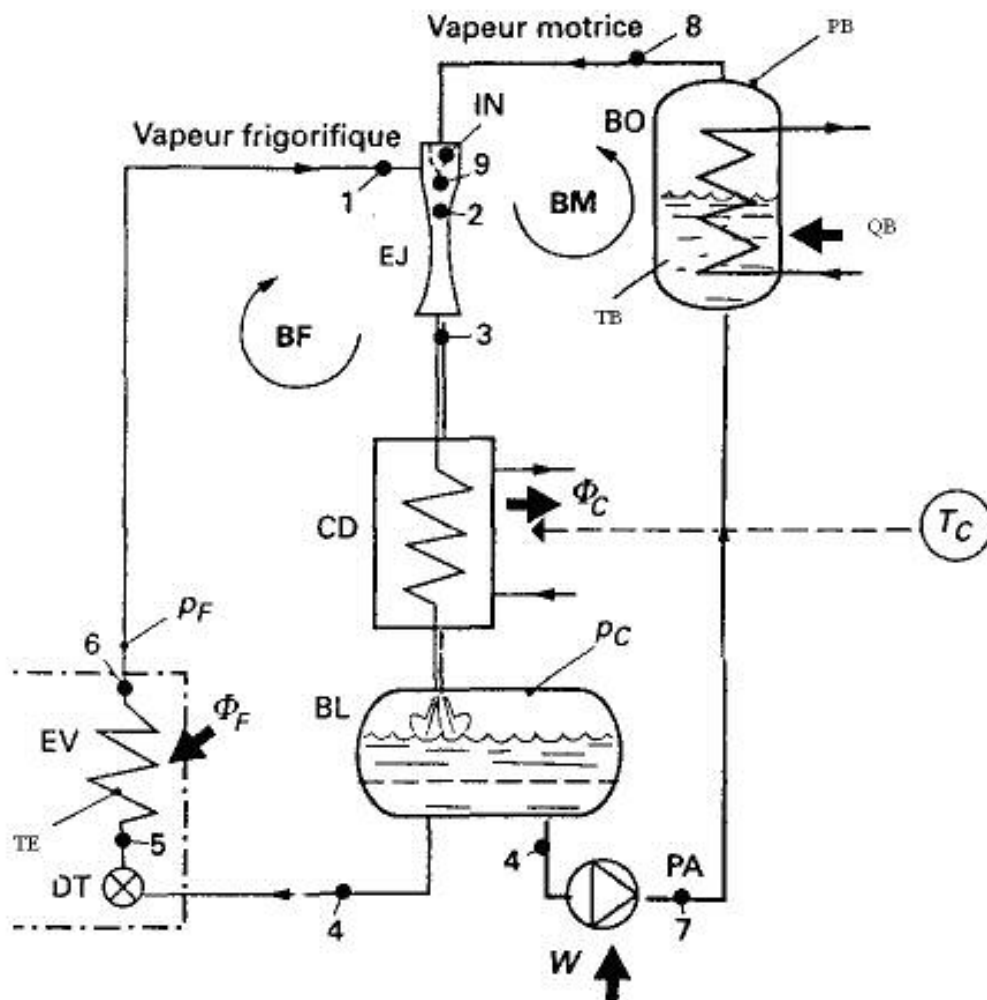 Vapeur motrice
8
PB
IN
BO
Vapeur frigorifique
1
9
2
BM
QB
EJ
TB
BF
3
CD
Φ_C
T_C
p_F
6
p_C
BL
Φ_F
EV
TE
5
4
PA
DT
4
7
W